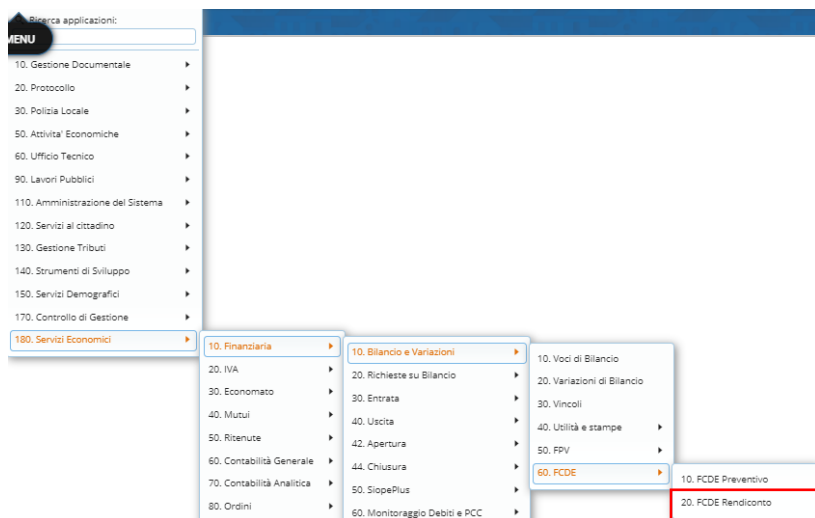 Ricerca applicazioni:
MENU
10. Gestione Documentale
20. Protocollo
30. Polizia Locale
50. Attivita' Economiche
60. Ufficio Tecnico
90. Lavori Pubblici
110. Amministrazione del Sistema
120. Servizi al cittadino
130. Gestione Tributi
140. Strumenti di Sviluppo
150. Servizi Demografici
170. Controllo di Gestione
180. Servizi Economici
10. Finanziaria
20. IVA
30. Economato
40. Mutui
50. Ritenute
60. Contabilità Generale
70. Contabilità Analitica
80. Ordini
10. Bilancio e Variazioni
20. Richieste su Bilancio
30. Entrata
40. Uscita
42. Apertura
44. Chiusura
50. SiopePlus
60. Monitoraggio Debiti e PCC
10. Voci di Bilancio
20. Variazioni di Bilancio
30. Vincoli
40. Utilità e stampe
50. FPV
60. FCDE
10. FCDE Preventivo
20. FCDE Rendiconto